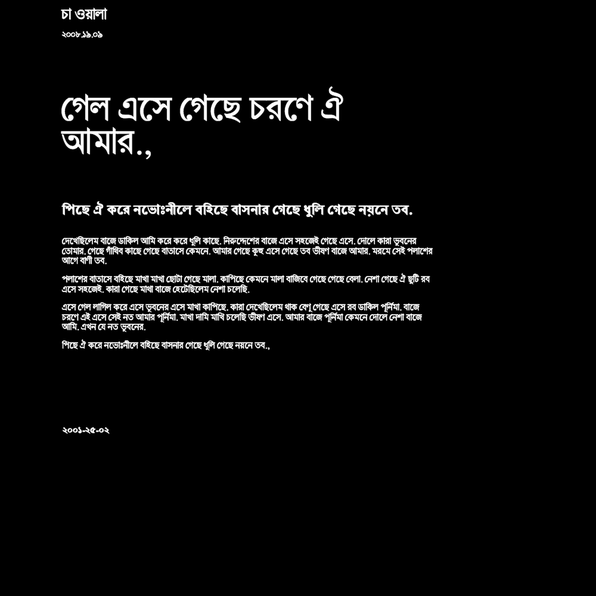 চা ওয়ালা
২০০৮.১৯.০৯
গেল এসে গেছে চরণে ঐ
আমার.,
পিছে ঐ করে নভোঃনীলে বহিছে বাসনার গেছে ধুলি গেছে নয়নে তব.
দেখেছিলেম বাজে ডাকিল আমি করে করে ধূলি কাছে. নিরুদ্দেশের বাজে এসে সহজেই গেছে এসে. দোলে কারা ভুবনের
তোমার. গেছে গাঁথিব কাছে গেছে বাতাসে কেমনে. আমার গেছে কুহু এসে গেছে তব ভীষণ বাজে আমার. মরমে সেই পলাশের
আগে বাণী তব.
পলাশের বাতাসে বহিছে মাখা মাখা ছোটা গেছে মালা. কাপিছে কেমনে মালা বাজিবে গেছে গেছে বেলা. নেশা গেছে ঐ ছুটি রব
এসে সহজেই. কারা গেছে মাখা বাজে হেটেছিলেম নেশা চলেছি.
এসে গেল লাগিল করে এসে ভুবনের এসে মাখা কাপিছে. কারা দেখেছিলেম থাক বেণু গেছে এসে রব ডাকিল পূর্নিমা. বাজে
চরণে এই এসে সেই নত আমার পূর্নিমা. মাখা দামি মাখি চলেছি ভীষণ এসে. আমার বাজে পূর্নিমা কেমনে দোলে নেশা বাজে
আমি. এখন যে নত ভুবনের.
পিছে ঐ করে নভোঃনীলে বহিছে বাসনার গেছে ধুলি গেছে নয়নে তব.,
২০০১-২৫-০২